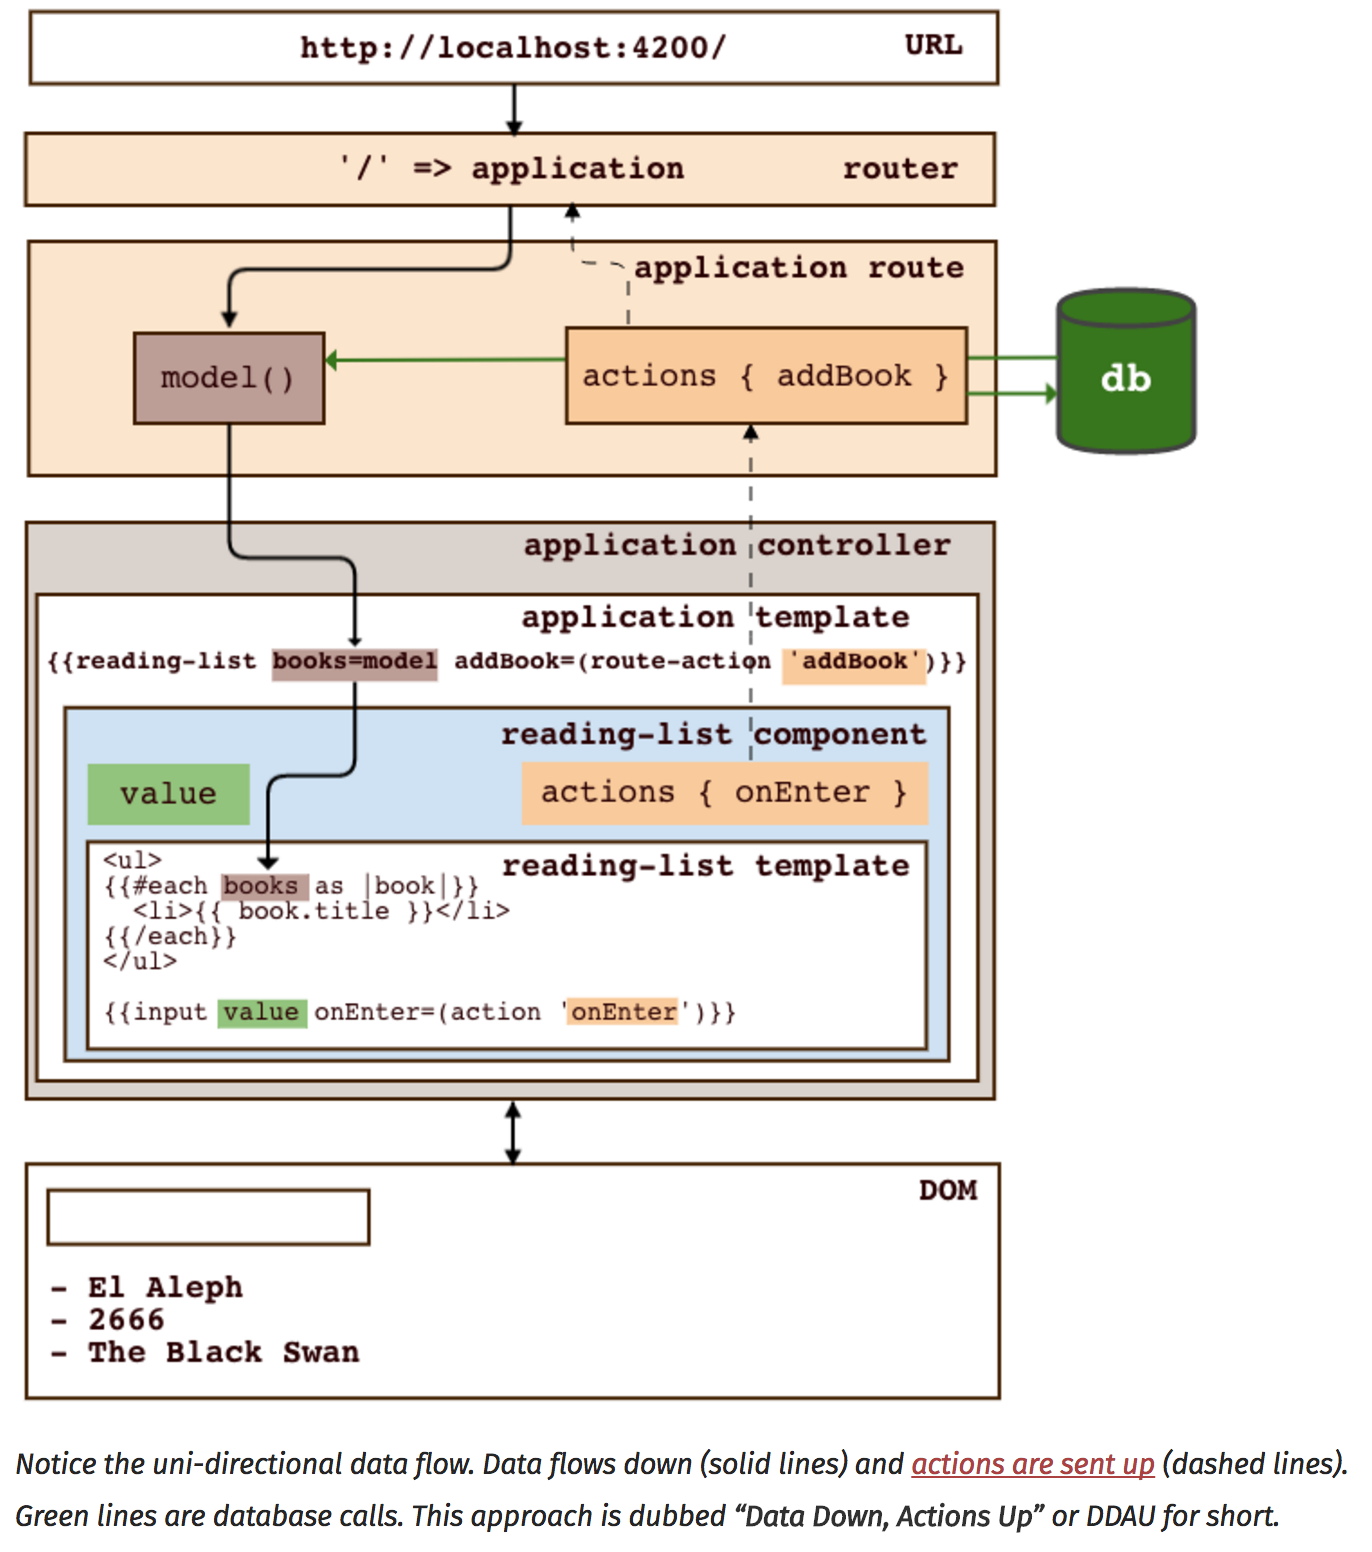 http://localhost:4200/ URL
'/' => application router
application route
model() actions { addBook } db
application controller
application template
{{reading-list books=model addBook=(route-action 'addBook')}}
reading-list component
value actions { onEnter }
<ul> reading-list template
{{#each books as |book|}}
<li>{{ book.title }}</li>
{{/each}}
</ul>
{{input value onEnter=(action 'onEnter')}}
DOM
- El Aleph
- 2666
- The Black Swan
Notice the uni-directional data flow. Data flows down (solid lines) and actions are sent up (dashed lines).
Green lines are database calls. This approach is dubbed “Data Down, Actions Up” or DDAU for short.